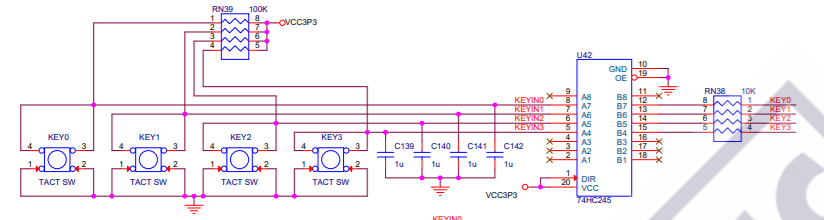 RN39 100K
1 8 VCC3P3
2 7
3 6
4 5
U42
GND 10
OE 19
9 A8 B8 11
KEYIN0 8 A7 B7 12 8 RN38 10K 1 KEY0
KEYIN1 7 A6 B6 13 7 2 KEY1
KEYIN2 6 A5 B5 14 6 3 KEY2
KEYIN3 5 A4 B4 15 5 4 KEY3
4 A3 B3 16
3 A2 B2 17
2 A1 B1 18
1 DIR
VCC3P3 20 VCC
74HC245
KEY0 KEY1 KEY2 KEY3
4 3 4 3 4 3 4 3
1 2 1 2 1 2 1 2
TACT SW TACT SW TACT SW TACT SW
C139 C140 C141 C142
1u 1u 1u 1u
KEYIN0